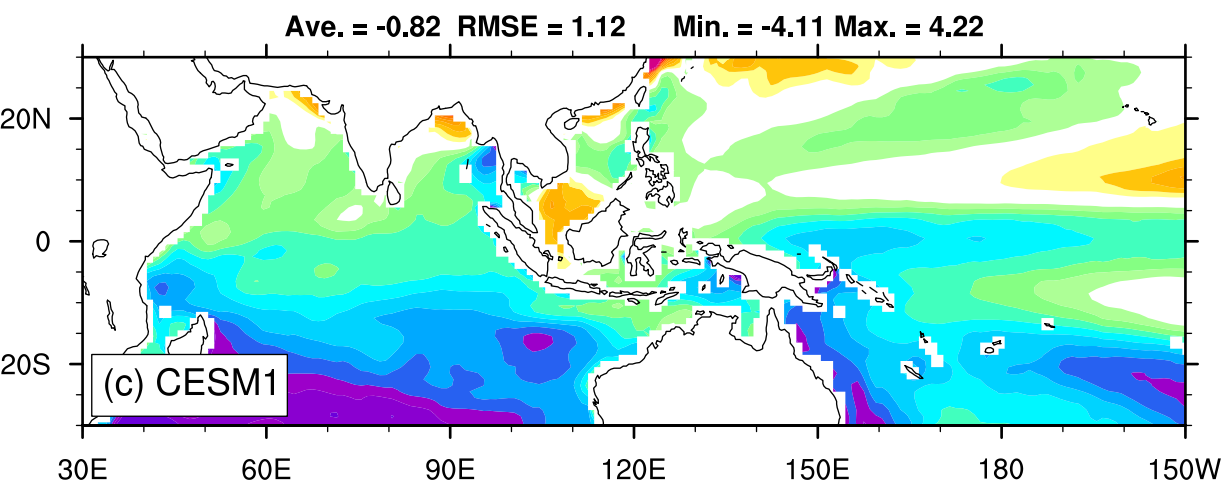 Ave. = -0.82 RMSE = 1.12 Min. = -4.11 Max. = 4.22
20N
0
20S
(c) CESM1
30E 60E 90E 120E 150E 180 150W